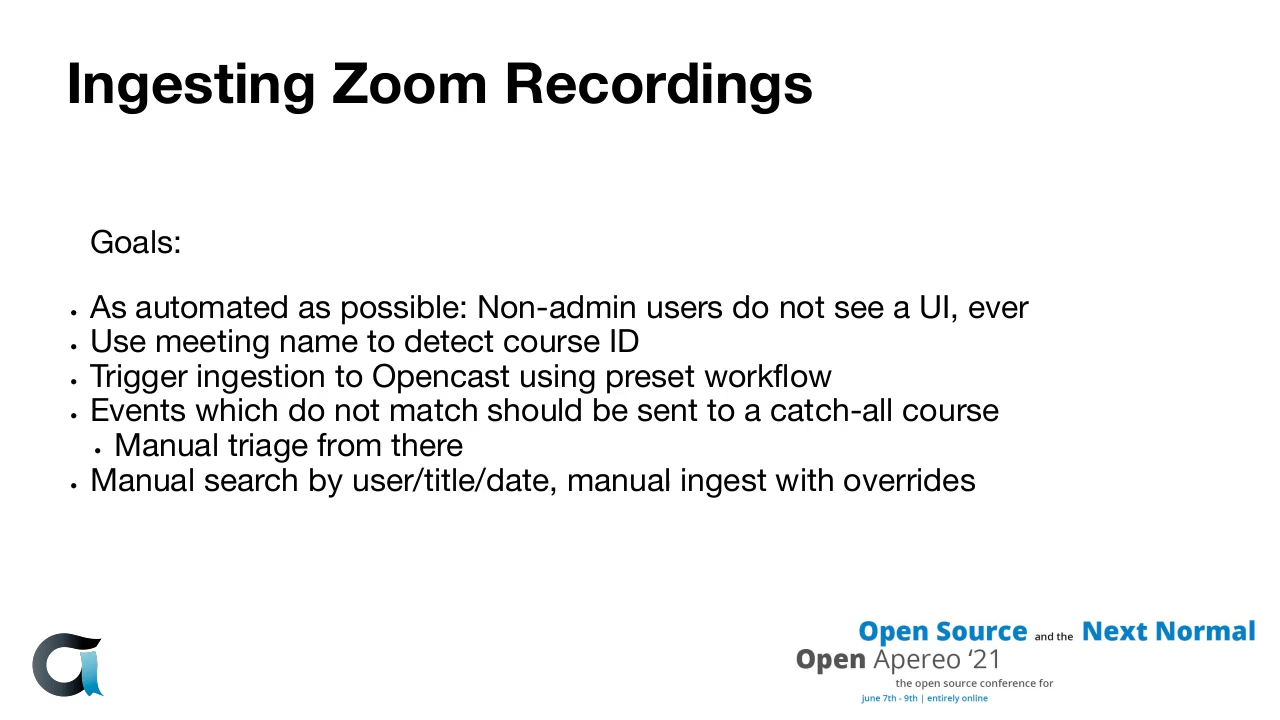 Ingesting Zoom Recordings
Goals:
• As automated as possible: Non-admin users do not see a UI, ever
• Use meeting name to detect course ID
• Trigger ingestion to Opencast using preset workflow
• Events which do not match should be sent to a catch-all course
• Manual triage from there
• Manual search by user/title/date, manual ingest with overrides
Open Source and the Next Normal
Open Apereo ‘21
the open source conference for
june 7th - 9th | entirely online